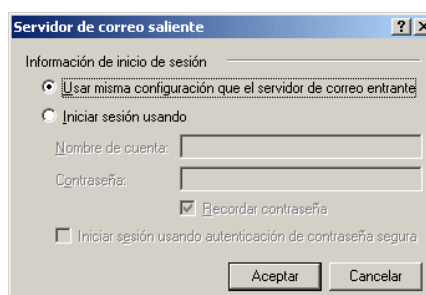 Servidor de correo saliente
Información de inicio de sesión
Usar misma configuración que el servidor de correo entrante
Iniciar sesión usando
Nombre de cuenta:
Contraseña:
Recordar contraseña
Iniciar sesión usando autenticación de contraseña segura
Aceptar Cancelar